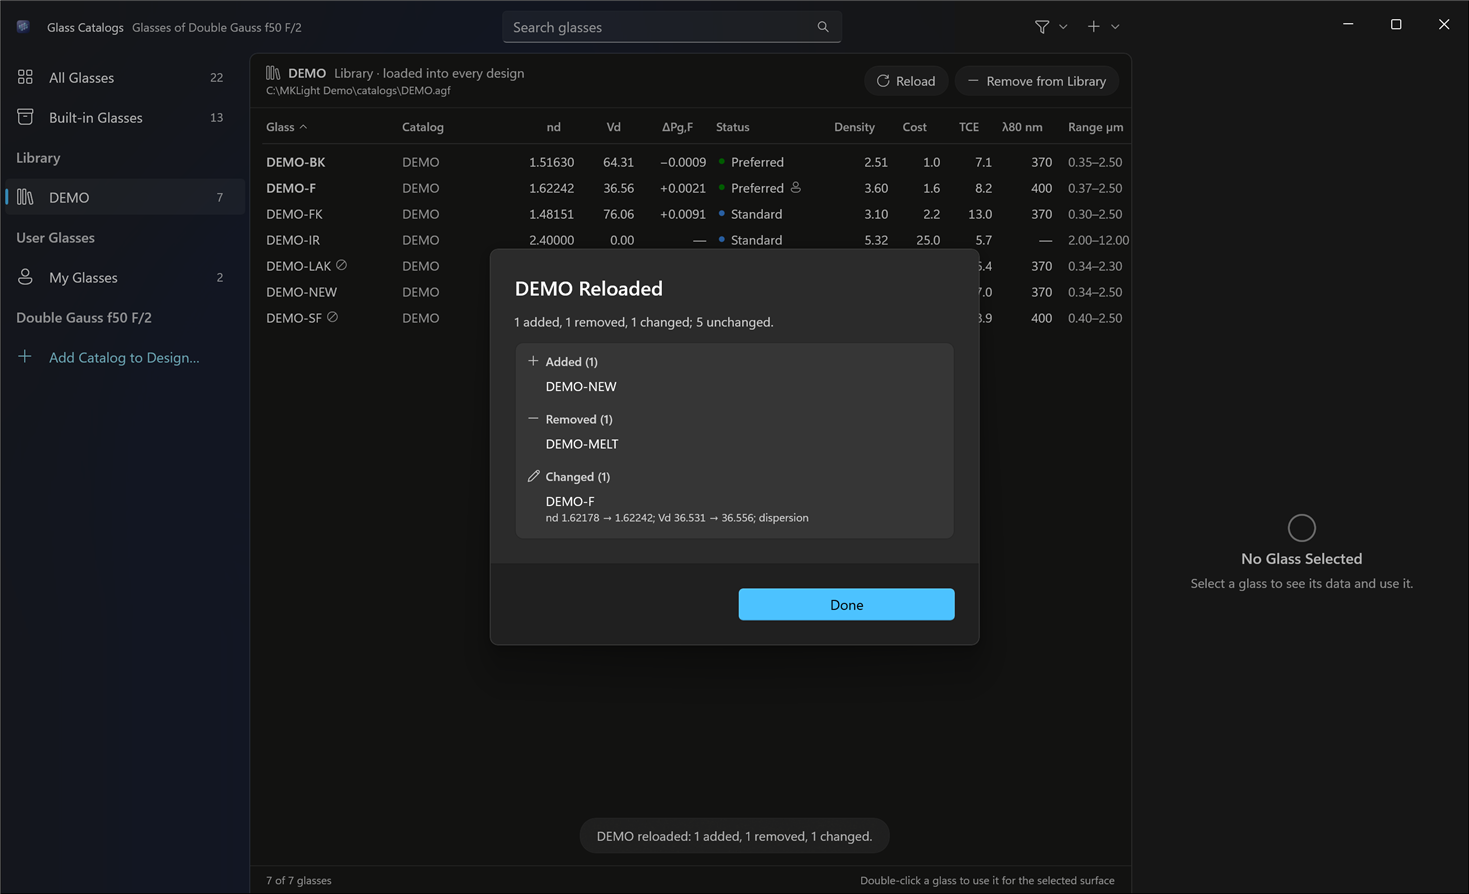 Glass Catalogs Glasses of Double Gauss f50 F/2
Search glasses
All Glasses 22
Built-in Glasses 13
Library
DEMO 7
User Glasses
My Glasses 2
Double Gauss f50 F/2
Add Catalog to Design...
DEMO Library · loaded into every design
C:\MKLight Demo\catalogs\DEMO.agf
Reload
Remove from Library
Glass Catalog nd Vd ΔPg,F Status Density Cost TCE λ80 nm Range µm
DEMO-BK DEMO 1.51630 64.31 −0.0009 Preferred 2.51 1.0 7.1 370 0.35–2.50
DEMO-F DEMO 1.62242 36.56 +0.0021 Preferred 3.60 1.6 8.2 400 0.37–2.50
DEMO-FK DEMO 1.48151 76.06 +0.0091 Standard 3.10 2.2 13.0 370 0.30–2.50
DEMO-IR DEMO 2.40000 0.00 — Standard 5.32 25.0 5.7 — 2.00–12.00
DEMO-LAK DEMO .4 370 0.34–2.30
DEMO-NEW DEMO .0 370 0.34–2.50
DEMO-SF DEMO .9 400 0.40–2.50
DEMO Reloaded
1 added, 1 removed, 1 changed; 5 unchanged.
Added (1)
DEMO-NEW
Removed (1)
DEMO-MELT
Changed (1)
DEMO-F
nd 1.62178 → 1.62242; Vd 36.531 → 36.556; dispersion
Done
No Glass Selected
Select a glass to see its data and use it.
DEMO reloaded: 1 added, 1 removed, 1 changed.
7 of 7 glasses
Double-click a glass to use it for the selected surface